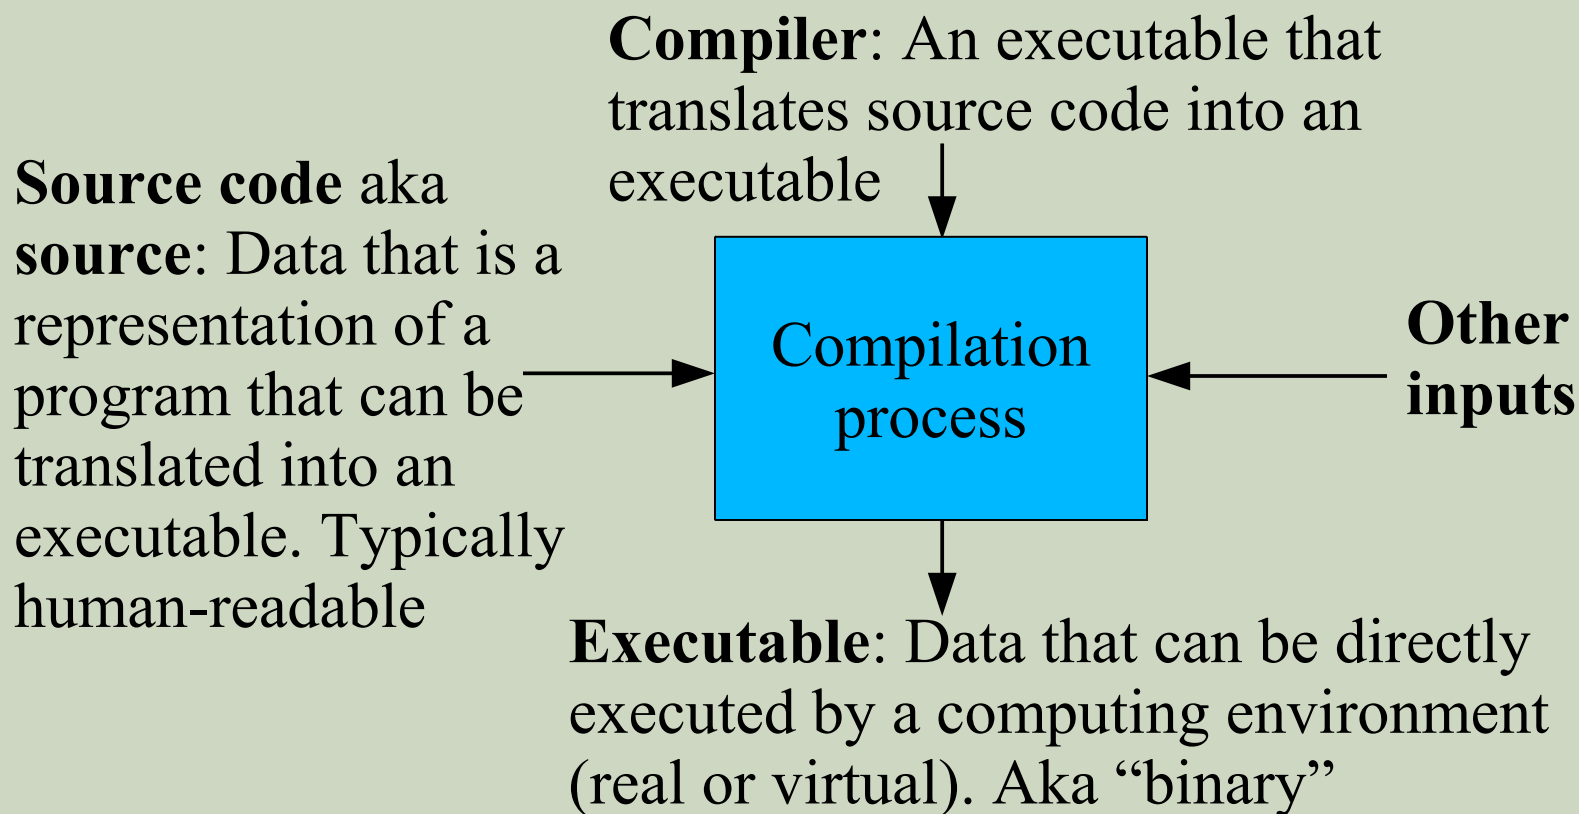 Compiler: An executable that
translates source code into an
executable
Source code aka
source: Data that is a
representation of a
program that can be
translated into an
executable. Typically
human-readable
Compilation
process
Other
inputs
Executable: Data that can be directly
executed by a computing environment
(real or virtual). Aka “binary”